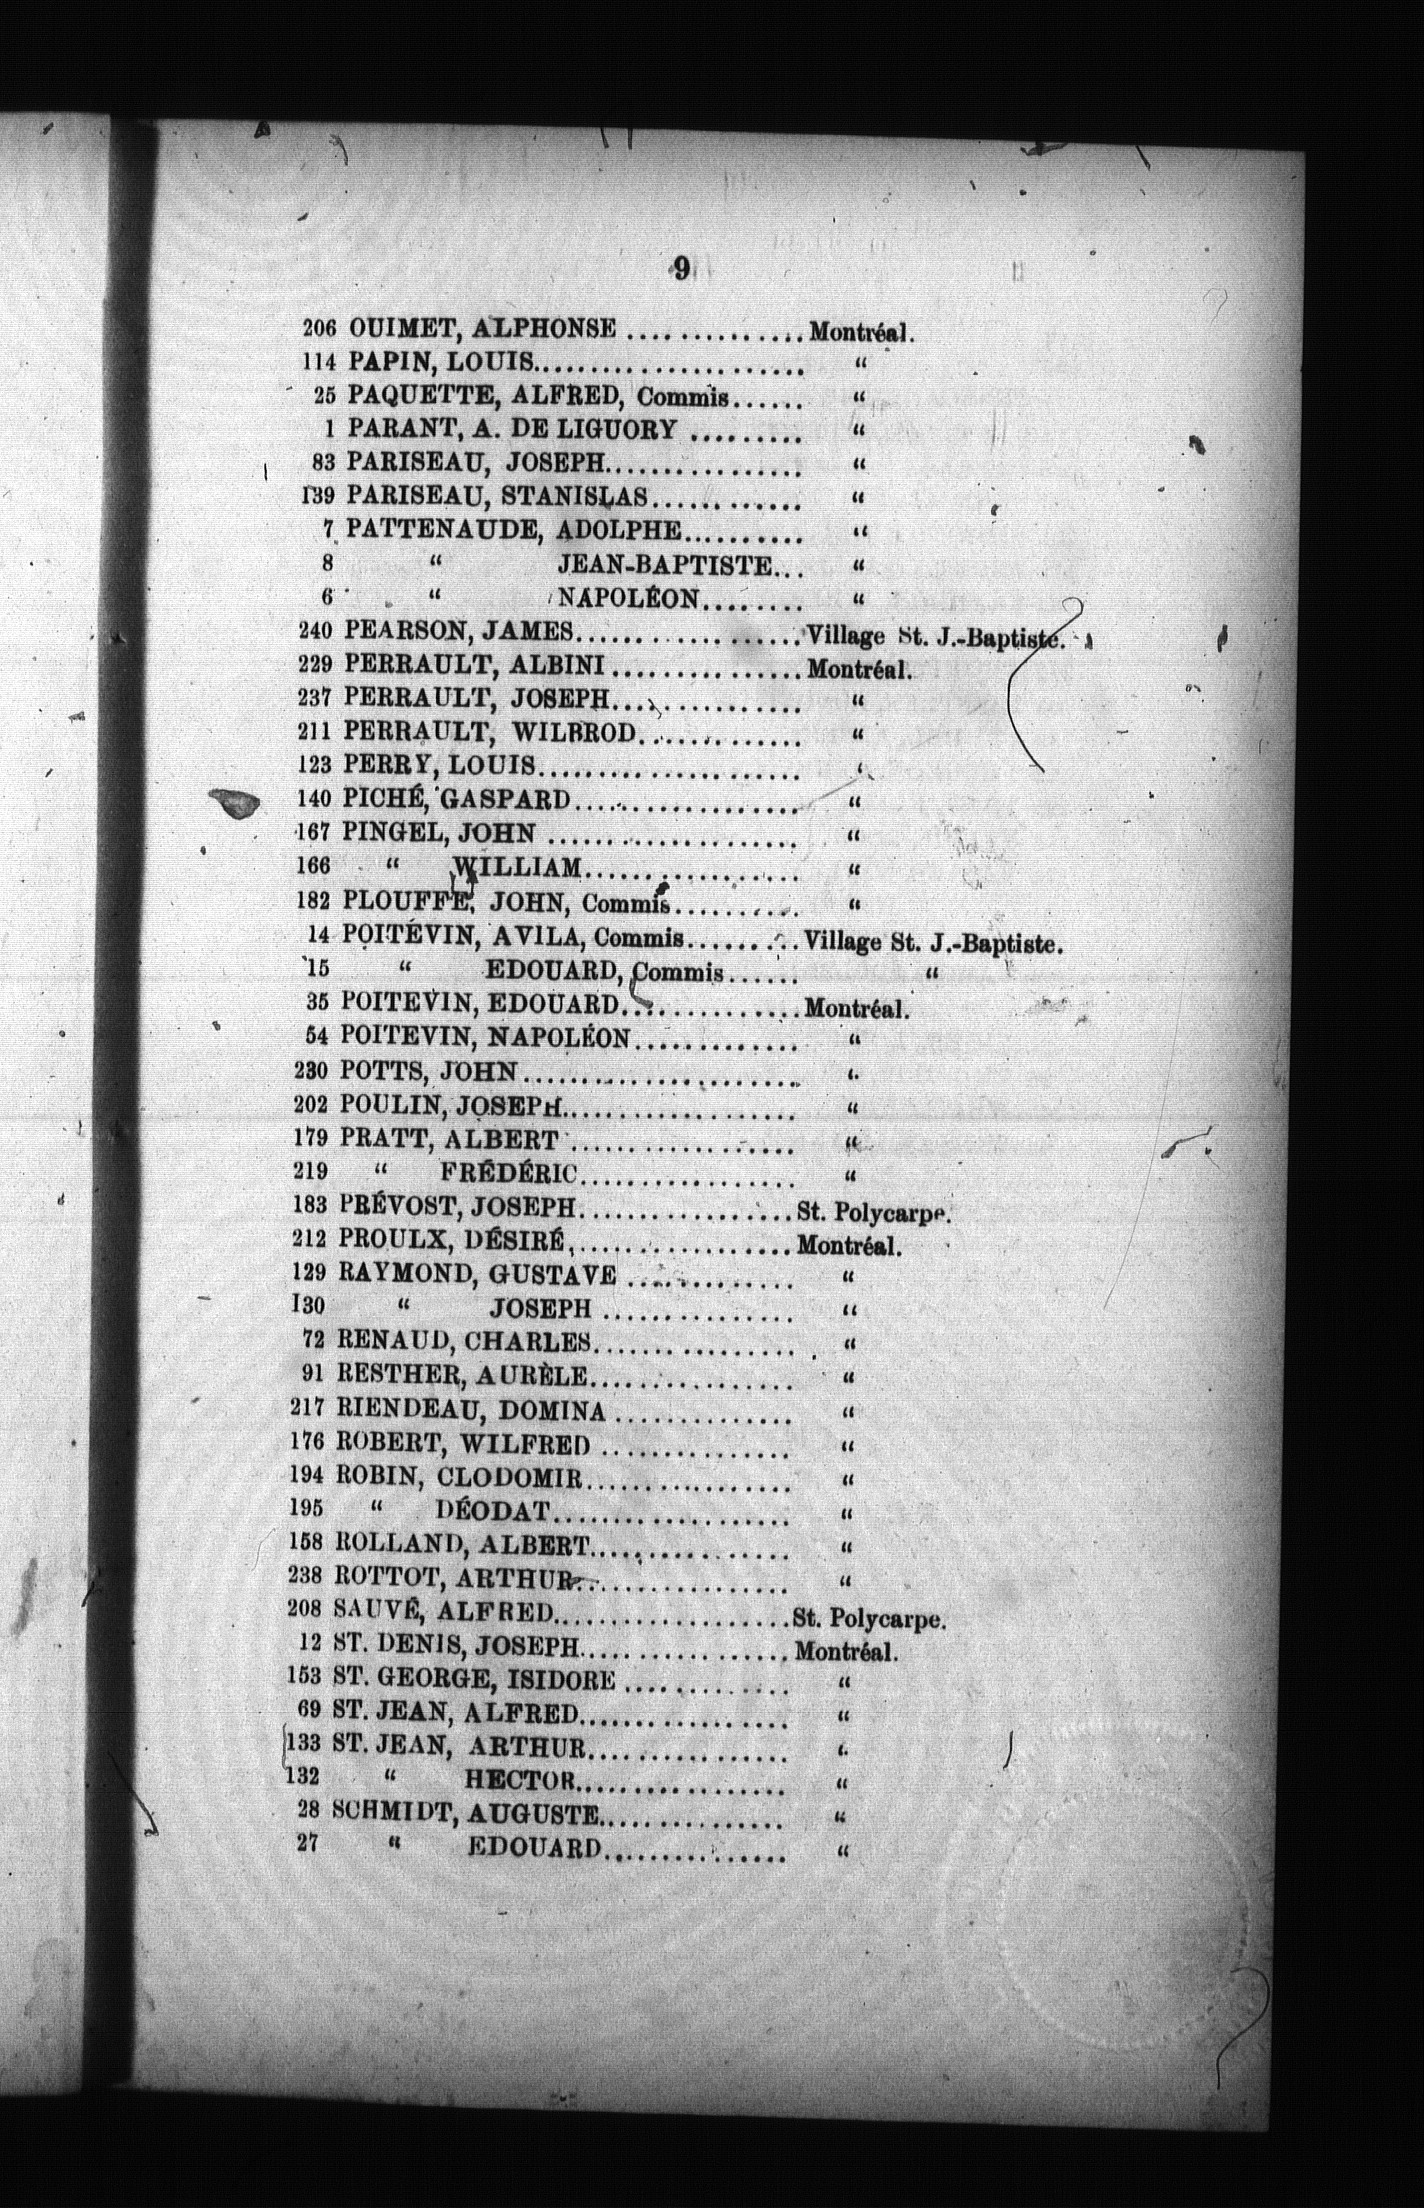 9
206 OUIMET, ALPHONSE .............. Montréal.
114 PAPIN, LOUIS...................... “
25 PAQUETTE, ALFRED, Commis...... “
1 PARANT, A. DE LIGUORY ......... “
83 PARISEAU, JOSEPH................ “
139 PARISEAU, STANISLAS............ “
7 PATTENAUDE, ADOLPHE.......... “
8 “ JEAN-BAPTISTE... “
6 “ NAPOLÉON........ “
240 PEARSON, JAMES.................. Village St. J.-Baptiste.
229 PERRAULT, ALBINI ............... Montréal.
237 PERRAULT, JOSEPH............... “
211 PERRAULT, WILBROD............. “
123 PERRY, LOUIS..................... “
140 PICHÉ, GASPARD.................. “
167 PINGEL, JOHN ..................... “
166 “ WILLIAM................. “
182 PLOUFFE, JOHN, Commis.......... “
14 POITÉVIN, AVILA, Commis......... Village St. J.-Baptiste.
15 “ EDOUARD, Commis...... “
35 POITEVIN, EDOUARD.............. Montréal.
54 POITEVIN, NAPOLÉON............. “
230 POTTS, JOHN...................... “
202 POULIN, JOSEPH................... “
179 PRATT, ALBERT .................. “
219 “ FRÉDÉRIC................. “
183 PRÉVOST, JOSEPH................. St. Polycarpe.
212 PROULX, DÉSIRÉ,.................. Montréal.
129 RAYMOND, GUSTAVE ............. “
130 “ JOSEPH ............... “
72 RENAUD, CHARLES................ “
91 RESTHER, AURÈLE................ “
217 RIENDEAU, DOMINA .............. “
176 ROBERT, WILFRED ............... “
194 ROBIN, CLODOMIR................. “
195 “ DÉODAT................... “
158 ROLLAND, ALBERT................ “
238 ROTTOT, ARTHUR................. “
208 SAUVÉ, ALFRED................... St. Polycarpe.
12 ST. DENIS, JOSEPH................. Montréal.
153 ST. GEORGE, ISIDORE ............. “
69 ST. JEAN, ALFRED................. “
133 ST. JEAN, ARTHUR................ “
132 “ HECTOR.................. “
28 SCHMIDT, AUGUSTE............... “
27 “ EDOUARD............... “